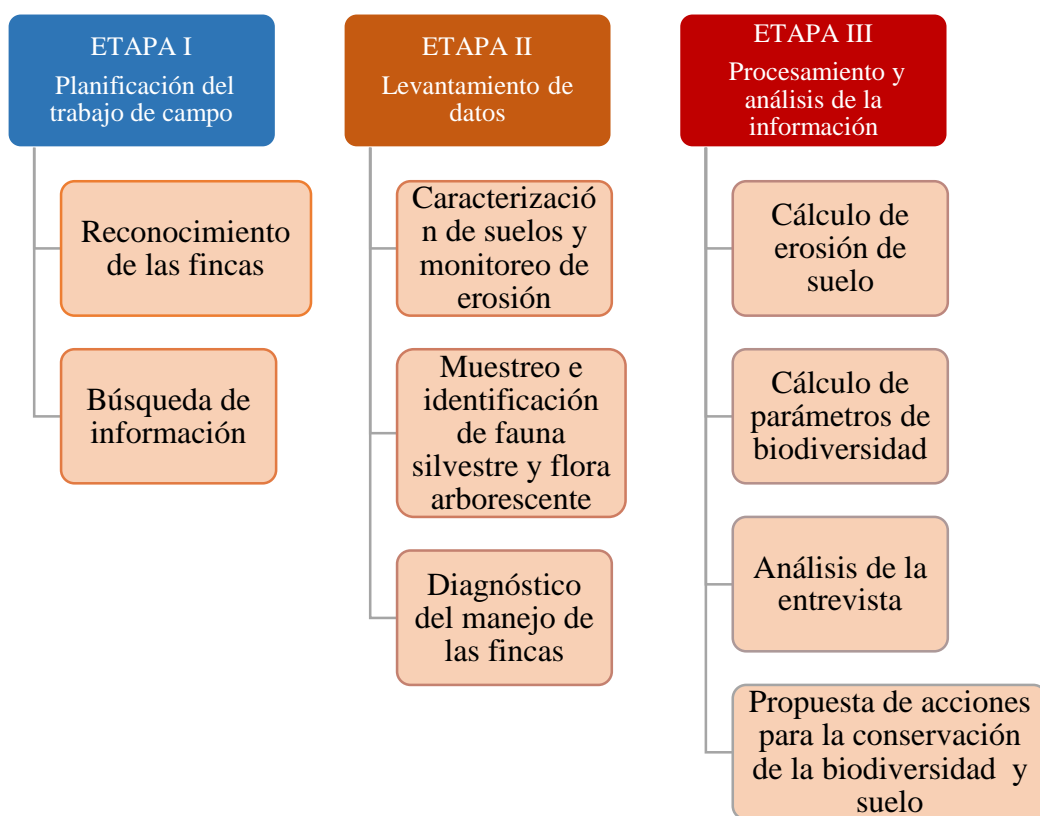 ETAPA I
Planificación del
trabajo de campo
Reconocimiento
de las fincas
Búsqueda de
información
ETAPA II
Levantamiento de
datos
Caracterizació
n de suelos y
monitoreo de
erosión
Muestreo e
identificación
de fauna
silvestre y flora
arborescente
Diagnóstico
del manejo de
las fincas
ETAPA III
Procesamiento y
análisis de la
información
Cálculo de
erosión de
suelo
Cálculo de
parámetros de
biodiversidad
Análisis de la
entrevista
Propuesta de acciones
para la conservación
de la biodiversidad y
suelo